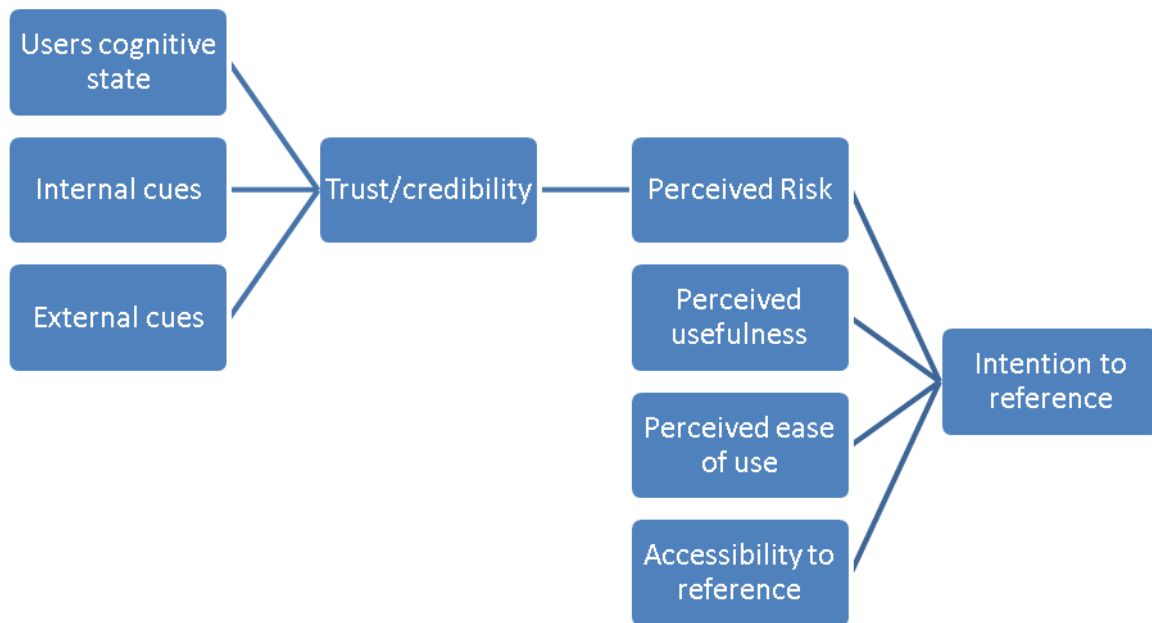 Users cognitive
state
Internal cues
External cues
Trust/credibility
Perceived Risk
Perceived
usefulness
Perceived ease
of use
Accessibility to
reference
Intention to
reference